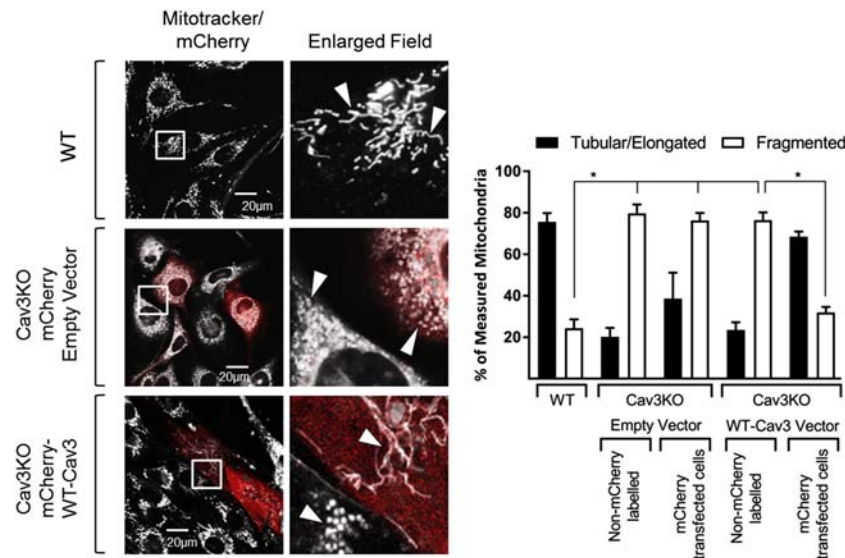 Mitotracker/
mCherry
Enlarged Field
WT
20µm
Cav3KO
mCherry
Empty Vector
20µm
Cav3KO
mCherry-
WT-Cav3
20µm
Tubular/Elongated
Fragmented
% of Measured Mitochondria
100
80
60
40
20
*
*
WT
Cav3KO
Cav3KO
Empty Vector
WT-Cav3 Vector
Non-mCherry
labelled
mCherry
transfected cells
Non-mCherry
labelled
mCherry
transfected cells